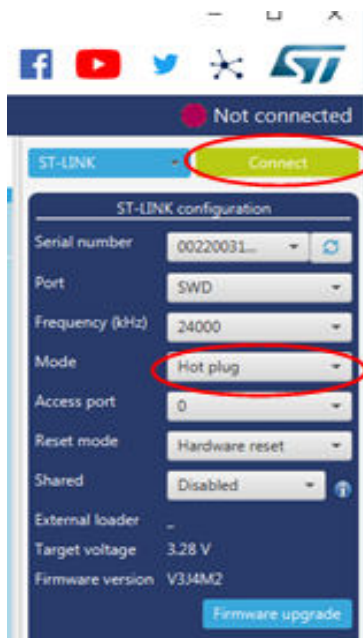 Not connected
ST-LINK Connect
ST-LINK configuration
Serial number 00220031...
Port SWD
Frequency (kHz) 24000
Mode Hot plug
Access port 0
Reset mode Hardware reset
Shared Disabled
External loader _
Target voltage 3.28 V
Firmware version V3J4M2
Firmware upgrade